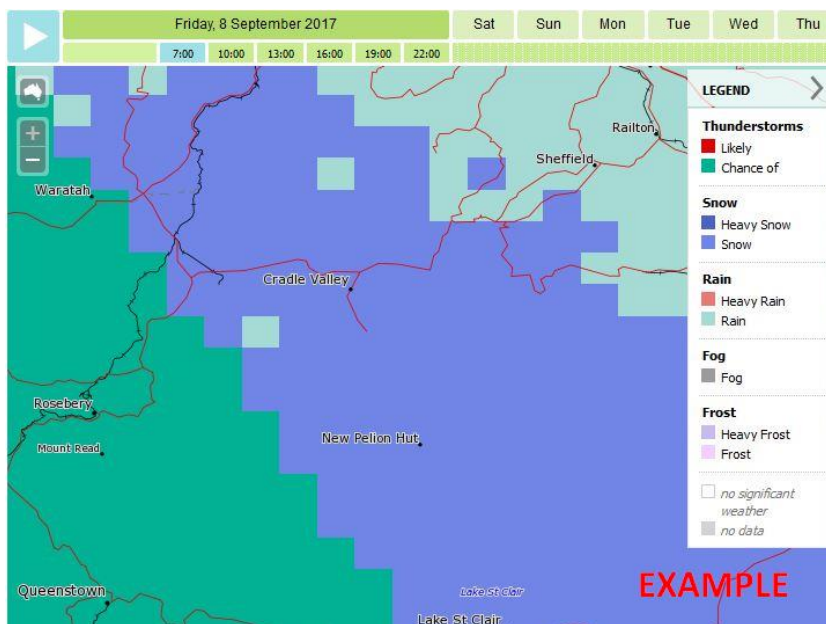 Friday, 8 September 2017 Sat Sun Mon Tue Wed Thu
7:00 10:00 13:00 16:00 19:00 22:00
LEGEND
Thunderstorms
Likely
Chance of
Snow
Heavy Snow
Snow
Rain
Heavy Rain
Rain
Fog
Fog
Frost
Heavy Frost
Frost
no significant
weather
no data
Railton
Sheffield
Waratah
Cradle Valley
Rosebery
New Pelion Hut
Mount Read
Queenstown
Lake St Clair
Lake St Clair
EXAMPLE